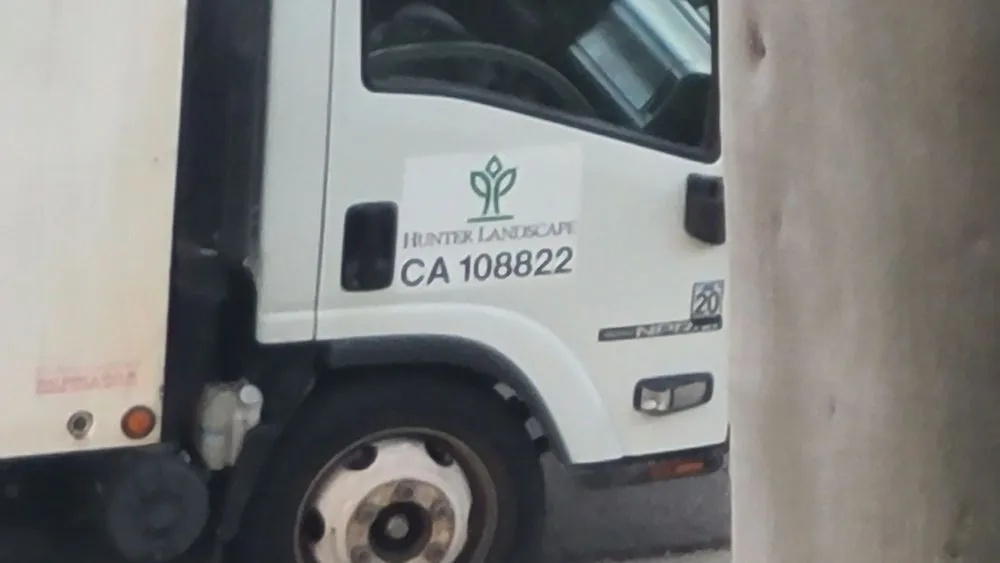 HUNTER LANDSCAPE
CA 108822
20
NPR